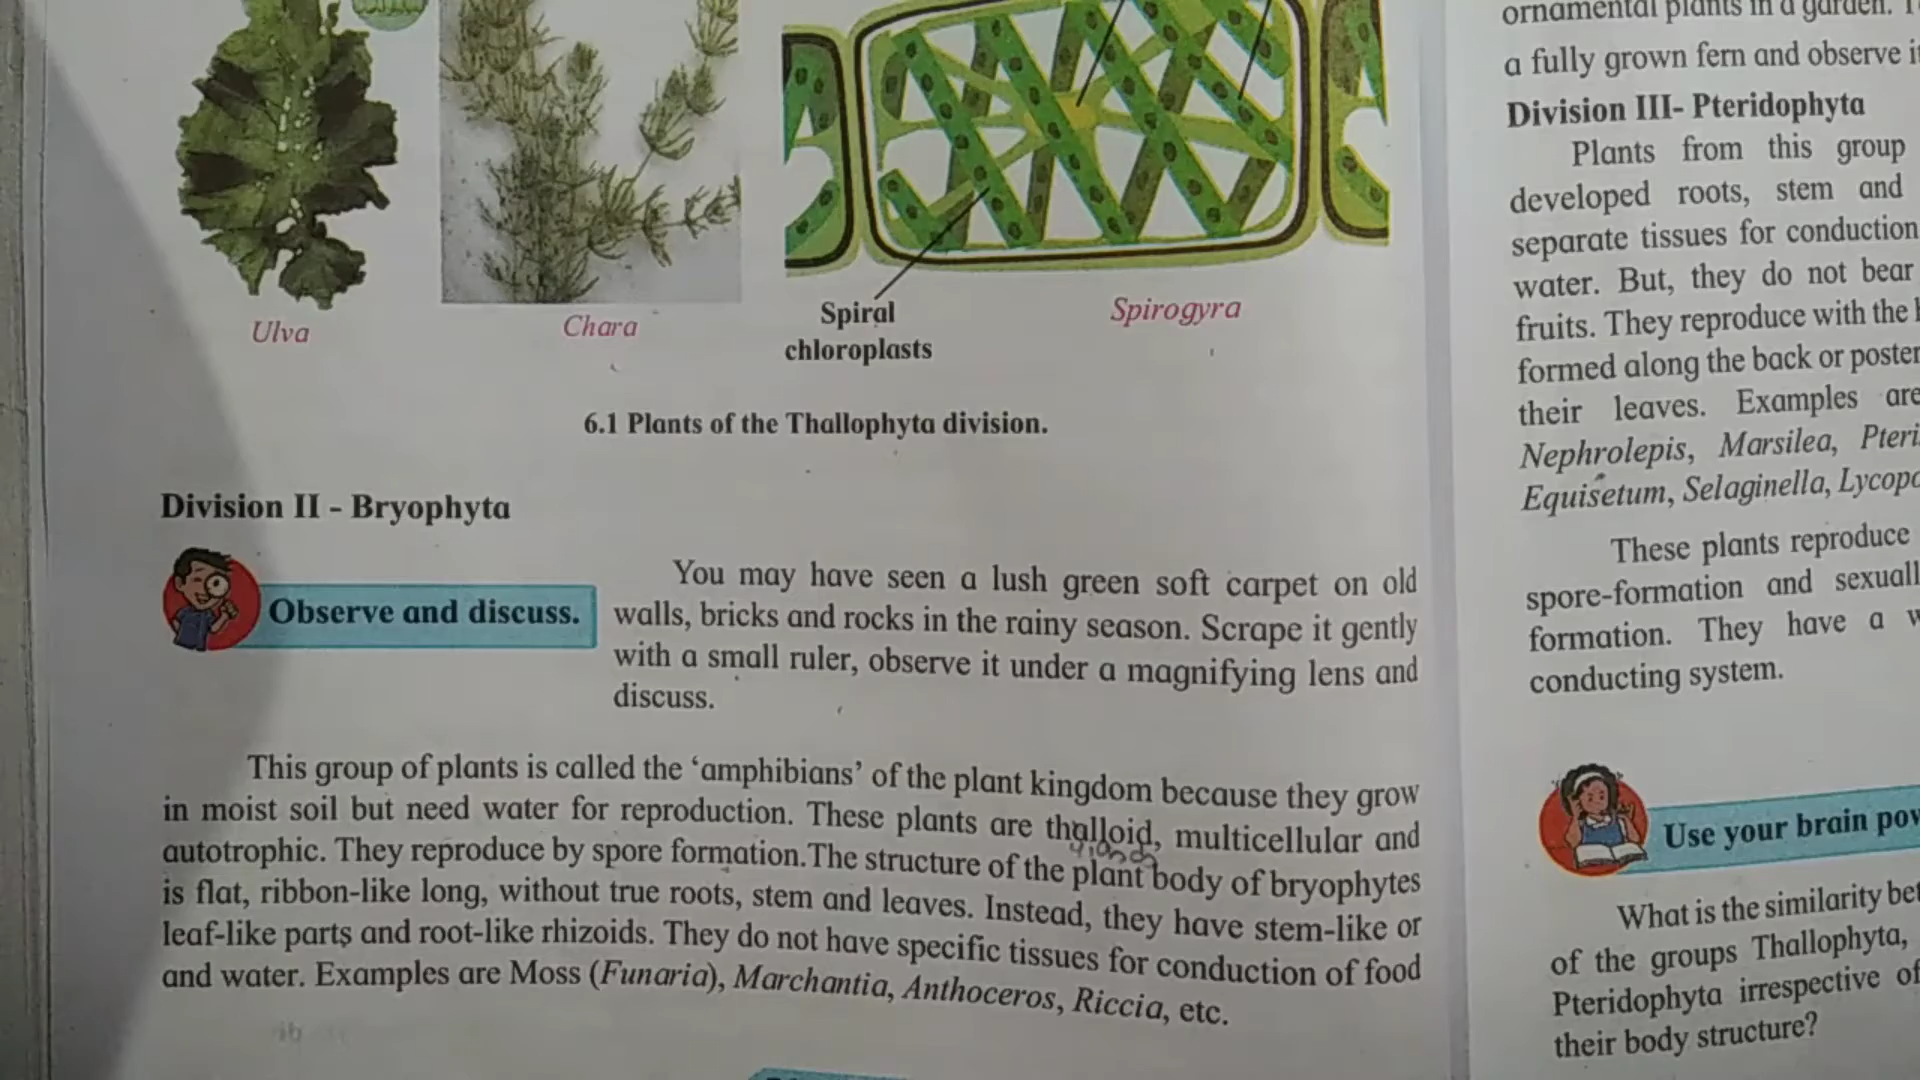 Ulva
Chara
Spiral
chloroplasts
Spirogyra
6.1 Plants of the Thallophyta division.
Division II - Bryophyta
Observe and discuss.
You may have seen a lush green soft carpet on old
walls, bricks and rocks in the rainy season. Scrape it gently
with a small ruler, observe it under a magnifying lens and
discuss.
This group of plants is called the ‘amphibians’ of the plant kingdom because they grow
in moist soil but need water for reproduction. These plants are thalloid, multicellular and
autotrophic. They reproduce by spore formation.The structure of the plant body of bryophytes
is flat, ribbon-like long, without true roots, stem and leaves. Instead, they have stem-like or
leaf-like parts and root-like rhizoids. They do not have specific tissues for conduction of food
and water. Examples are Moss (Funaria), Marchantia, Anthoceros, Riccia, etc.
ornamental plants in a garden.
a fully grown fern and observe
Division III- Pteridophyta
Plants from this group
developed roots, stem and
separate tissues for conduction
water. But, they do not bear
fruits. They reproduce with the
formed along the back or
their leaves. Examples are
Nephrolepis, Marsilea,
Equisetum, Selaginella,
These plants reproduce
spore-formation and
formation. They have a
conducting system.
Use your brain
What is the similarity
of the groups Thallophyta,
Pteridophyta irrespective of
their body structure?